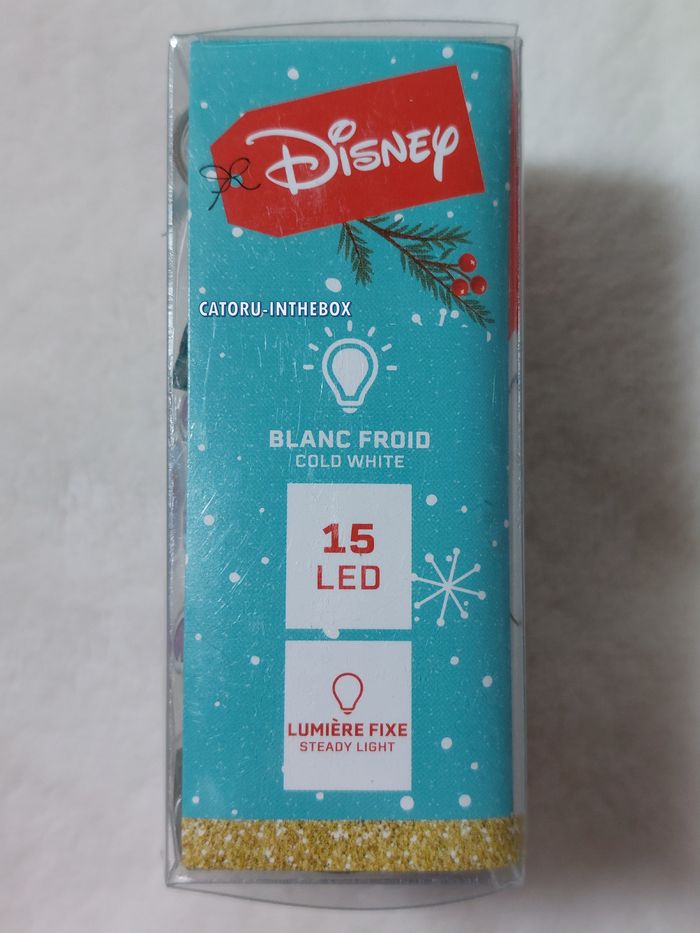 DISNEY
CATORU-INTHEBOX
BLANC FROID
COLD WHITE
15
LED
LUMIÈRE FIXE
STEADY LIGHT